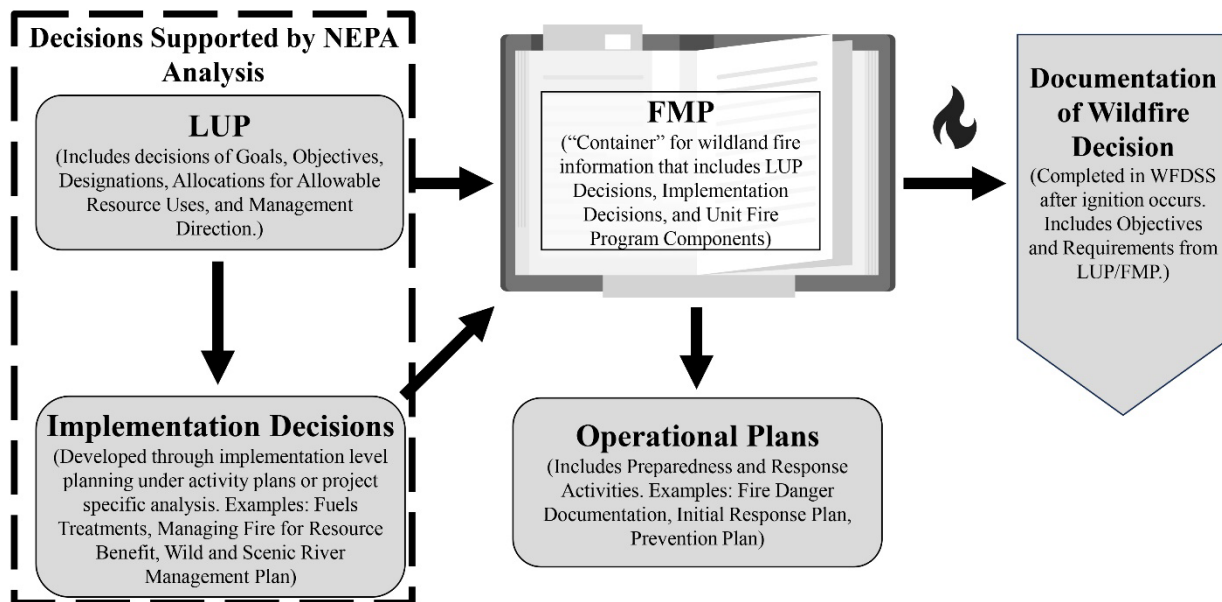 Decisions Supported by NEPA
Analysis
LUP
(Includes decisions of Goals, Objectives,
Designations, Allocations for Allowable
Resource Uses, and Management
Direction.)
Implementation Decisions
(Developed through implementation level
planning under activity plans or project
specific analysis. Examples: Fuels
Treatments, Managing Fire for Resource
Benefit, Wild and Scenic River
Management Plan)
FMP
(“Container” for wildland fire
information that includes LUP
Decisions, Implementation
Decisions, and Unit Fire
Program Components)
Operational Plans
(Includes Preparedness and Response
Activities. Examples: Fire Danger
Documentation, Initial Response Plan,
Prevention Plan)
Documentation
of Wildfire
Decision
(Completed in WFDSS
after ignition occurs.
Includes Objectives
and Requirements from
LUP/FMP.)